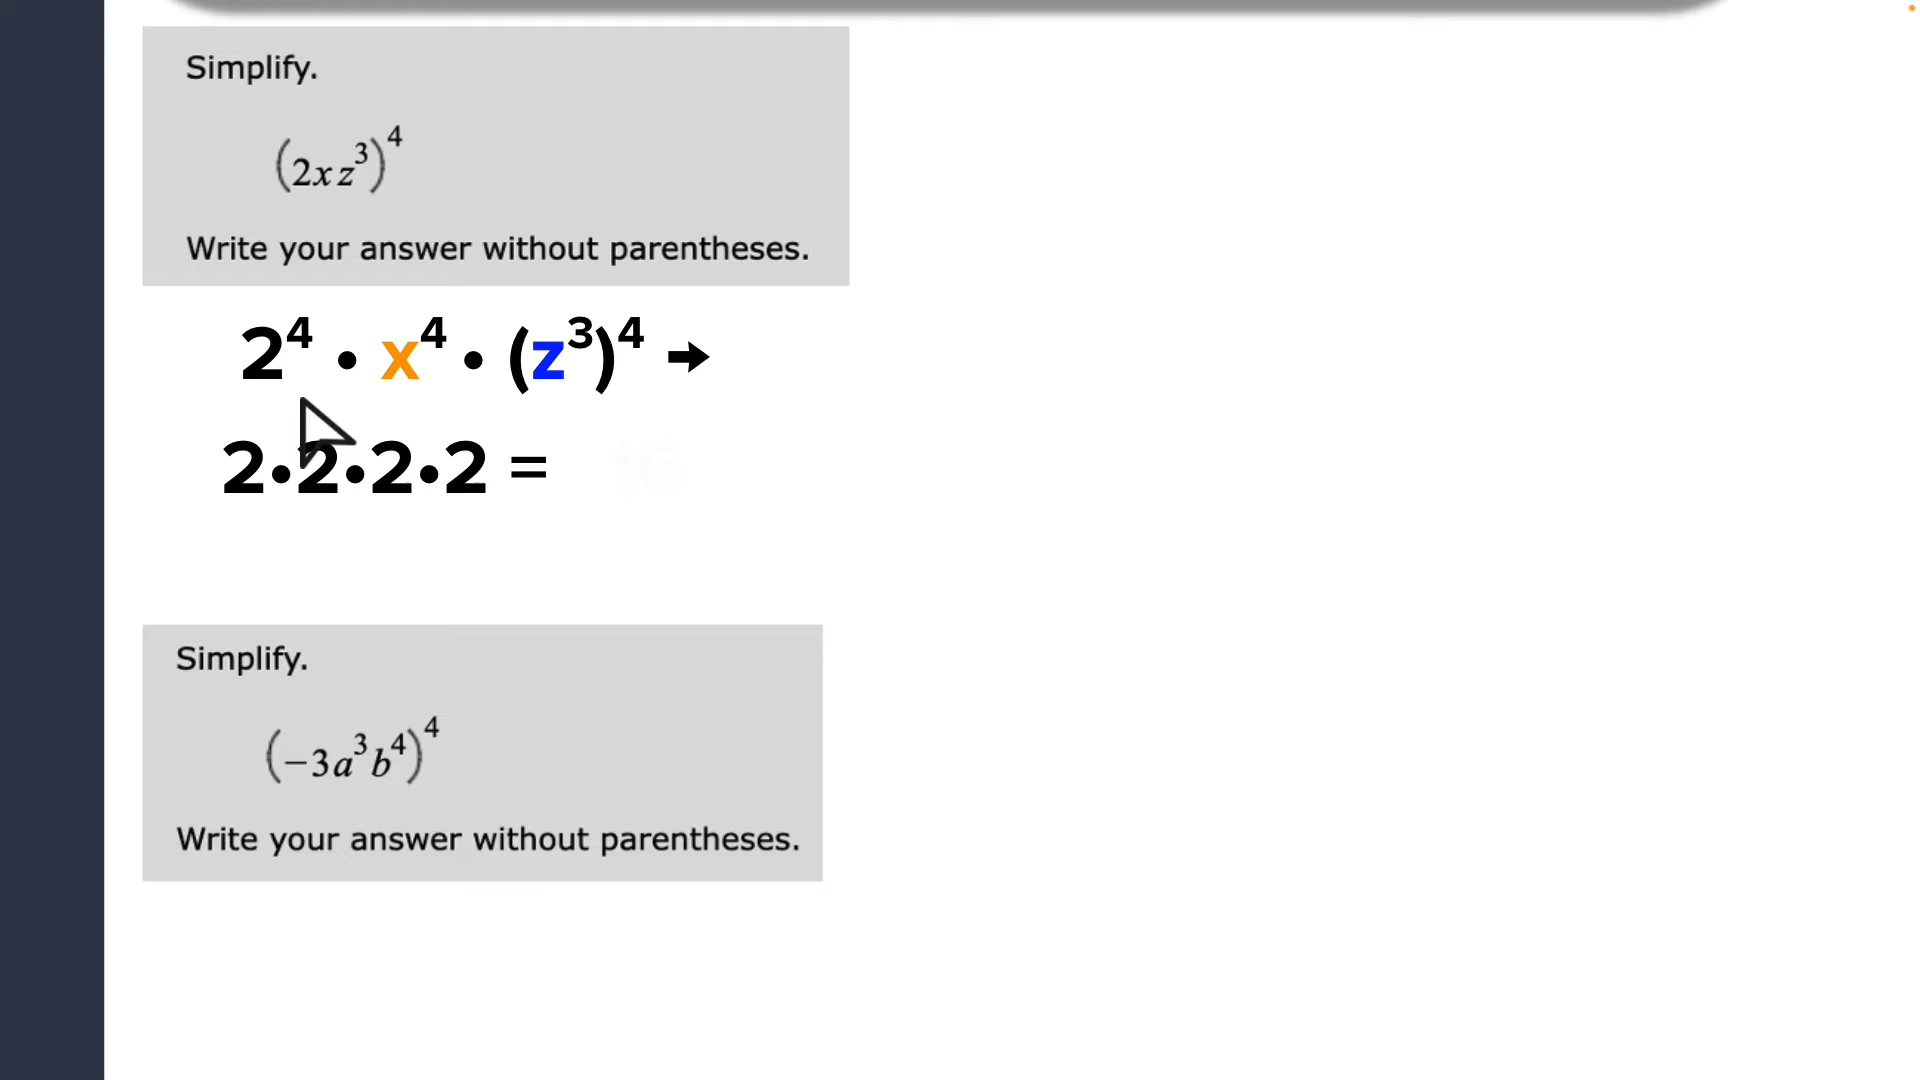 Simplify.
(2xz³)⁴
Write your answer without parentheses.
2⁴ • x⁴ • (z³)⁴ →
2•2•2•2 = 16
Simplify.
(−3a³b⁴)⁴
Write your answer without parentheses.